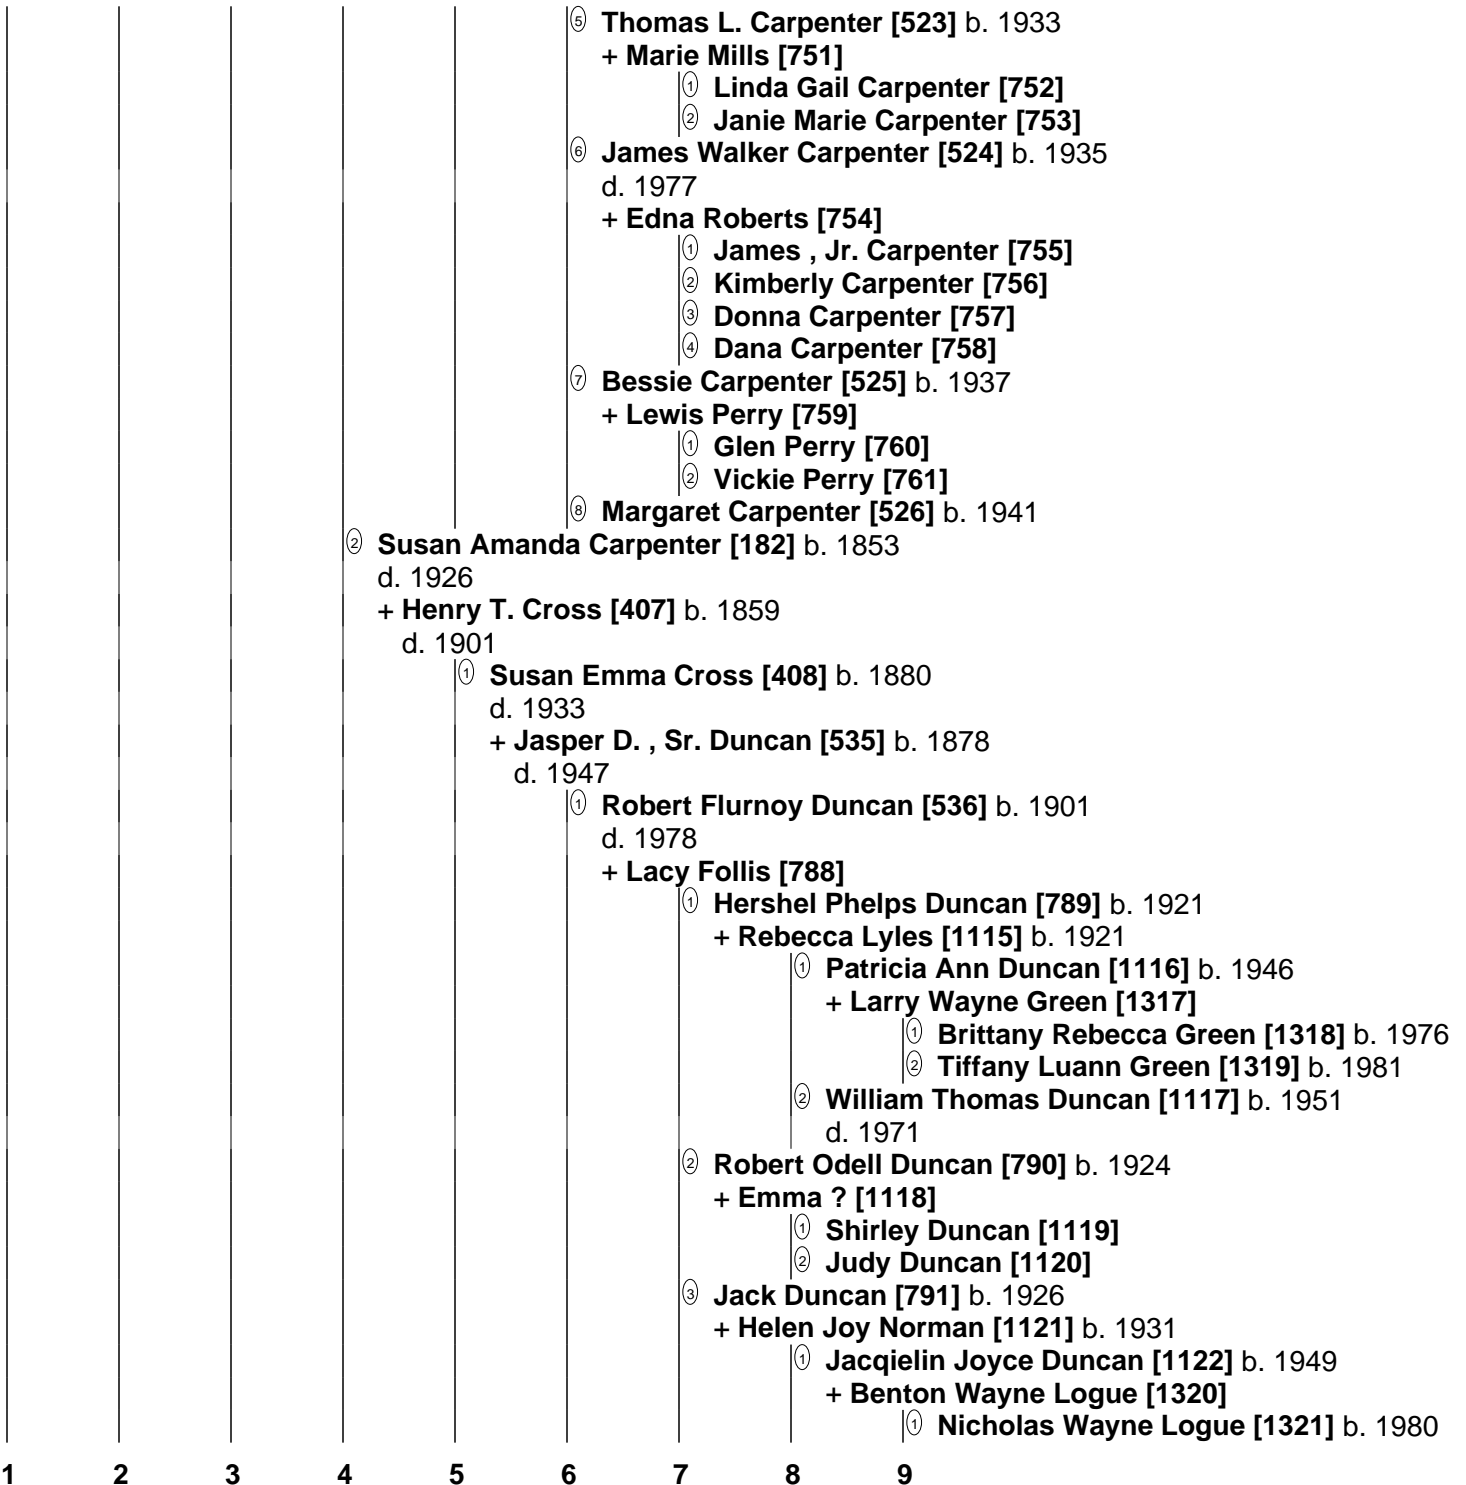 ⑤ Thomas L. Carpenter [523] b. 1933
+ Marie Mills [751]
① Linda Gail Carpenter [752]
② Janie Marie Carpenter [753]
⑥ James Walker Carpenter [524] b. 1935
d. 1977
+ Edna Roberts [754]
① James , Jr. Carpenter [755]
② Kimberly Carpenter [756]
③ Donna Carpenter [757]
④ Dana Carpenter [758]
⑦ Bessie Carpenter [525] b. 1937
+ Lewis Perry [759]
① Glen Perry [760]
② Vickie Perry [761]
⑧ Margaret Carpenter [526] b. 1941
② Susan Amanda Carpenter [182] b. 1853
d. 1926
+ Henry T. Cross [407] b. 1859
d. 1901
① Susan Emma Cross [408] b. 1880
d. 1933
+ Jasper D. , Sr. Duncan [535] b. 1878
d. 1947
① Robert Flurnoy Duncan [536] b. 1901
d. 1978
+ Lacy Follis [788]
① Hershel Phelps Duncan [789] b. 1921
+ Rebecca Lyles [1115] b. 1921
① Patricia Ann Duncan [1116] b. 1946
+ Larry Wayne Green [1317]
① Brittany Rebecca Green [1318] b. 1976
② Tiffany Luann Green [1319] b. 1981
② William Thomas Duncan [1117] b. 1951
d. 1971
② Robert Odell Duncan [790] b. 1924
+ Emma ? [1118]
① Shirley Duncan [1119]
② Judy Duncan [1120]
③ Jack Duncan [791] b. 1926
+ Helen Joy Norman [1121] b. 1931
① Jacqielin Joyce Duncan [1122] b. 1949
+ Benton Wayne Logue [1320]
① Nicholas Wayne Logue [1321] b. 1980
1 2 3 4 5 6 7 8 9